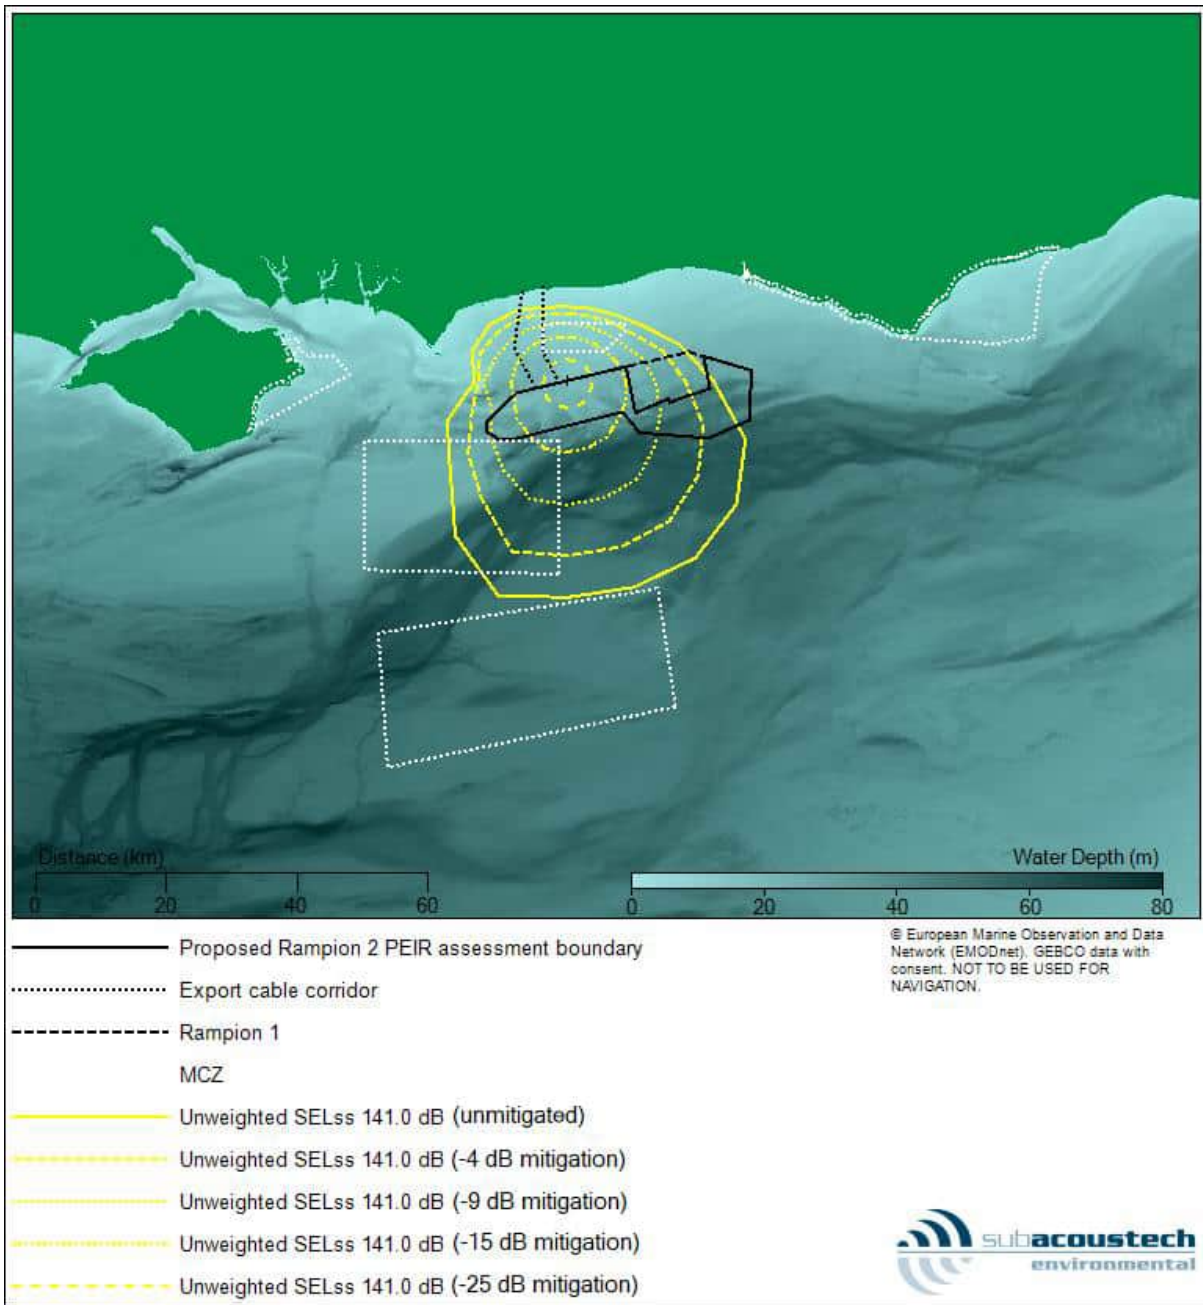 Distance (km)
0 20 40 60
Water Depth (m)
0 20 40 60 80
Proposed Rampion 2 PEIR assessment boundary
Export cable corridor
Rampion 1
MCZ
Unweighted SELss 141.0 dB (unmitigated)
Unweighted SELss 141.0 dB (-4 dB mitigation)
Unweighted SELss 141.0 dB (-9 dB mitigation)
Unweighted SELss 141.0 dB (-15 dB mitigation)
Unweighted SELss 141.0 dB (-25 dB mitigation)
© European Marine Observation and Data
Network (EMODnet). GEBCO data with
consent. NOT TO BE USED FOR
NAVIGATION.
subacoustech
environmental